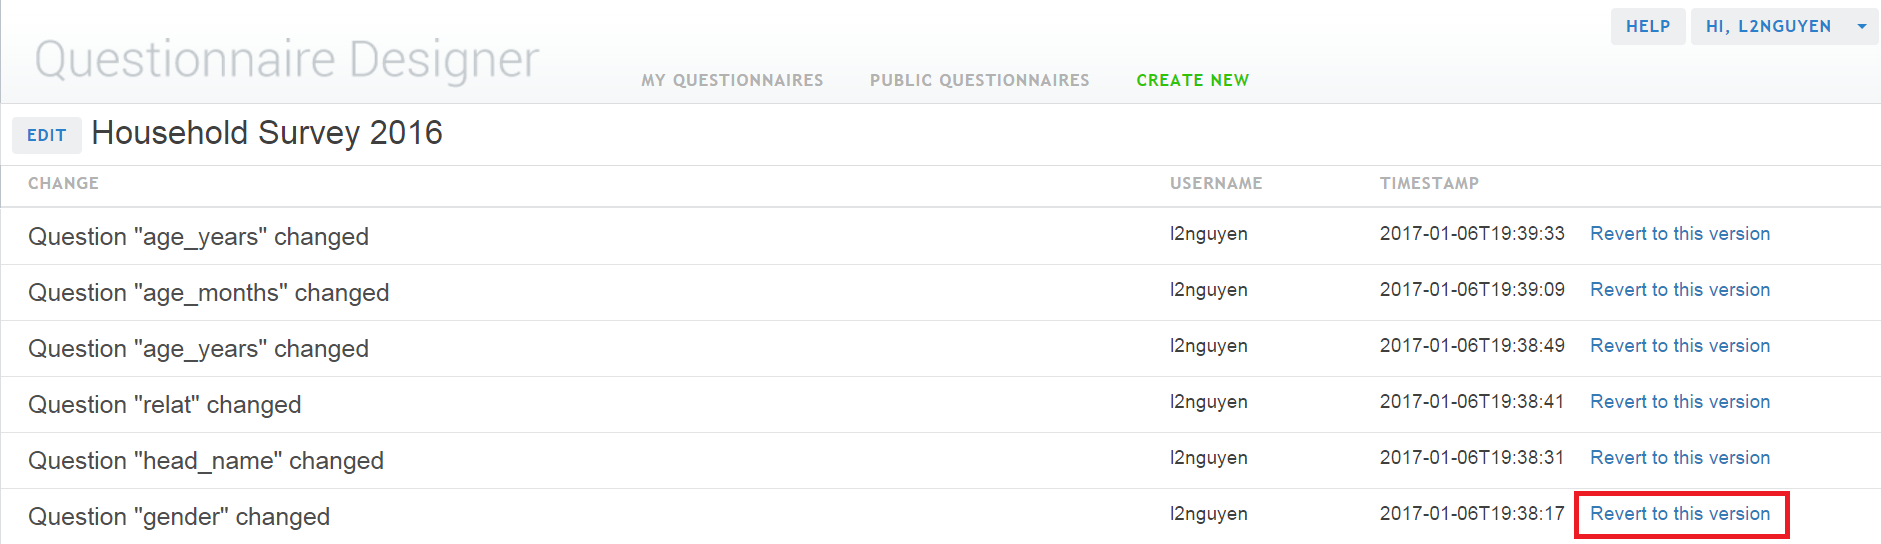 HELP HI, L2NGUYEN
Questionnaire Designer
MY QUESTIONNAIRES PUBLIC QUESTIONNAIRES CREATE NEW
EDIT Household Survey 2016
CHANGE USERNAME TIMESTAMP
Question "age_years" changed l2nguyen 2017-01-06T19:39:33 Revert to this version
Question "age_months" changed l2nguyen 2017-01-06T19:39:09 Revert to this version
Question "age_years" changed l2nguyen 2017-01-06T19:38:49 Revert to this version
Question "relat" changed l2nguyen 2017-01-06T19:38:41 Revert to this version
Question "head_name" changed l2nguyen 2017-01-06T19:38:31 Revert to this version
Question "gender" changed l2nguyen 2017-01-06T19:38:17 Revert to this version